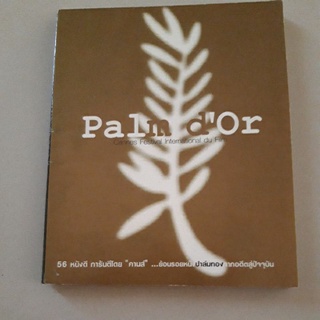 Palm d'Or
Cannes Festival International du Film
56 หนังดี การันตีโดย "คานส์" ...ย้อนรอยหนังปาล์มทองจากอดีตสู่ปัจจุบัน